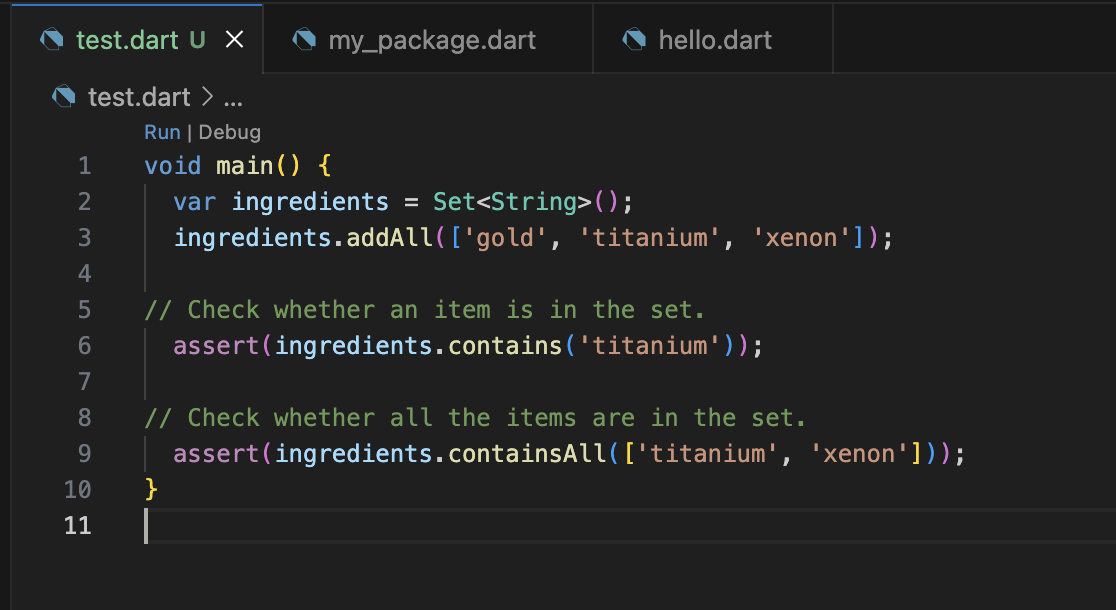 test.dart U
my_package.dart
hello.dart
test.dart > ...
Run | Debug
1 void main() {
2   var ingredients = Set<String>();
3   ingredients.addAll(['gold', 'titanium', 'xenon']);
4
5 // Check whether an item is in the set.
6   assert(ingredients.contains('titanium'));
7
8 // Check whether all the items are in the set.
9   assert(ingredients.containsAll(['titanium', 'xenon']));
10 }
11